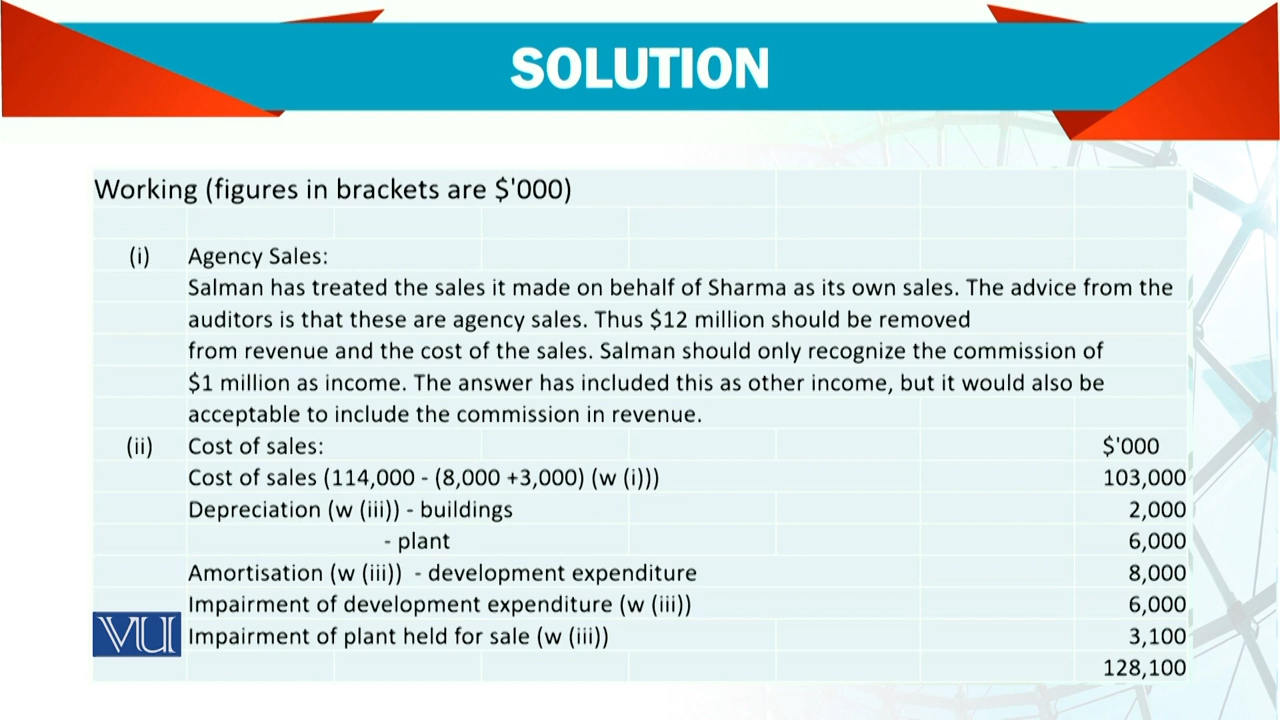 SOLUTION
Working (figures in brackets are $'000)
(i) Agency Sales:
Salman has treated the sales it made on behalf of Sharma as its own sales. The advice from the
auditors is that these are agency sales. Thus $12 million should be removed
from revenue and the cost of the sales. Salman should only recognize the commission of
$1 million as income. The answer has included this as other income, but it would also be
acceptable to include the commission in revenue.
(ii) Cost of sales: $'000
Cost of sales (114,000 - (8,000 +3,000) (w (i))) 103,000
Depreciation (w (iii)) - buildings 2,000
- plant 6,000
Amortisation (w (iii)) - development expenditure 8,000
Impairment of development expenditure (w (iii)) 6,000
VU Impairment of plant held for sale (w (iii)) 3,100
128,100